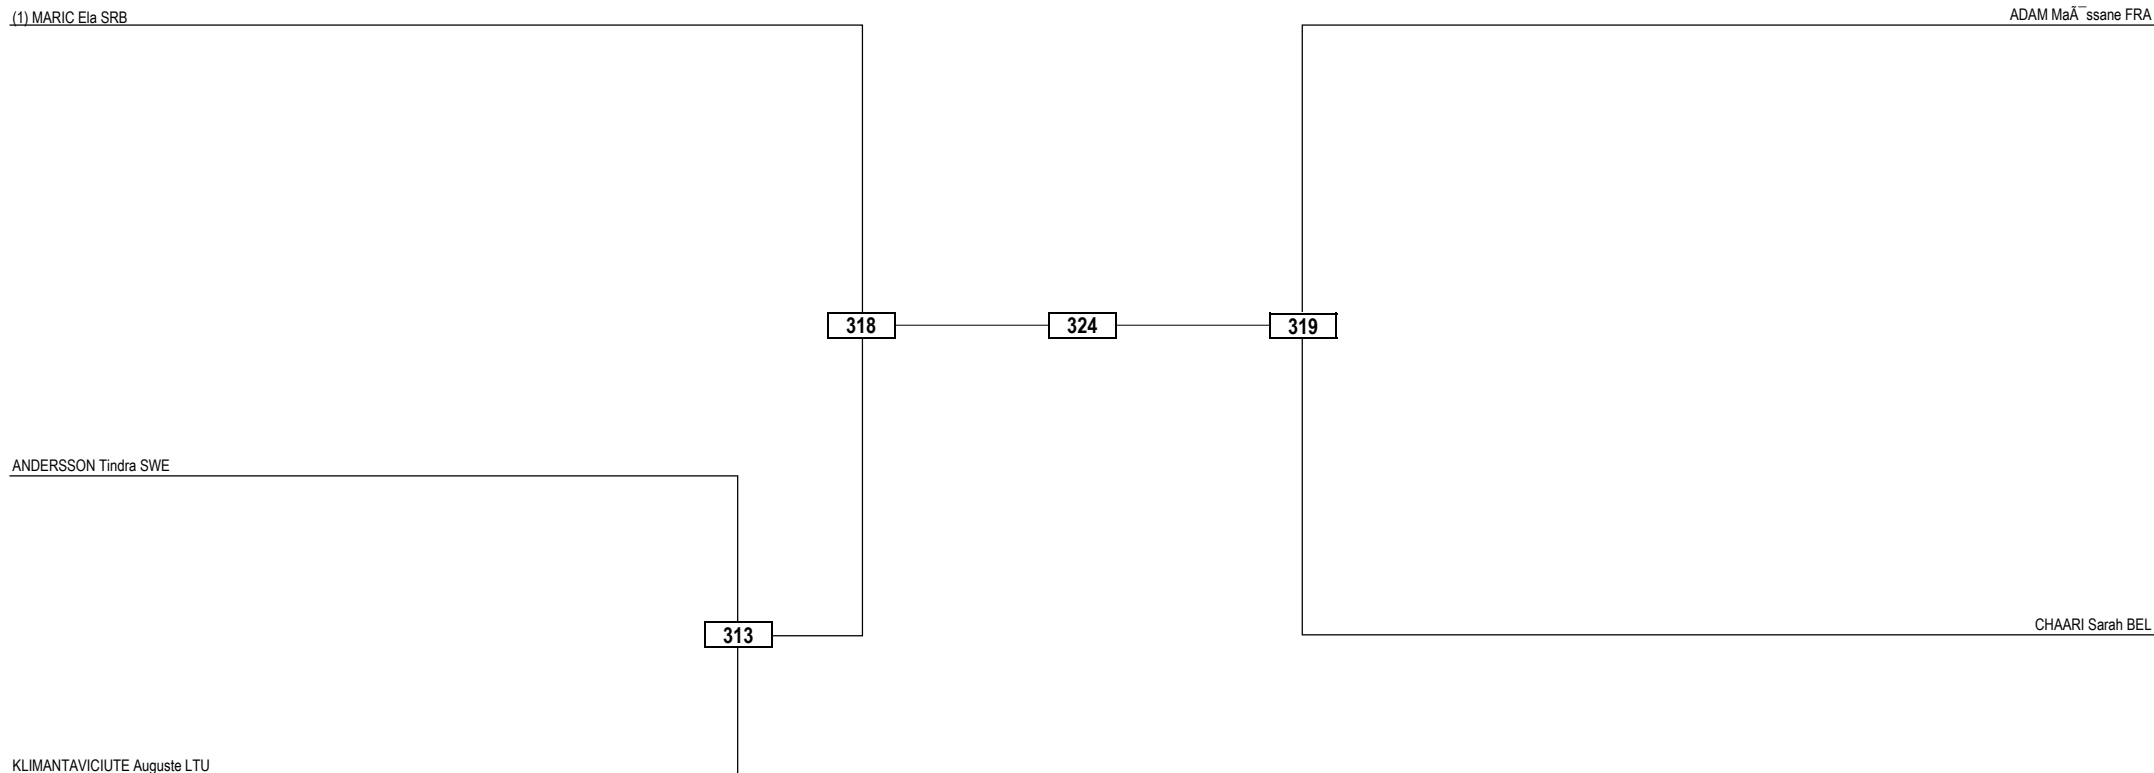 (1) MARIC Ela SRB
ADAM MaÃ¯ssane FRA
318
324
319
ANDERSSON Tindra SWE
CHAARI Sarah BEL
313
KLIMANTAVICIUTE Auguste LTU